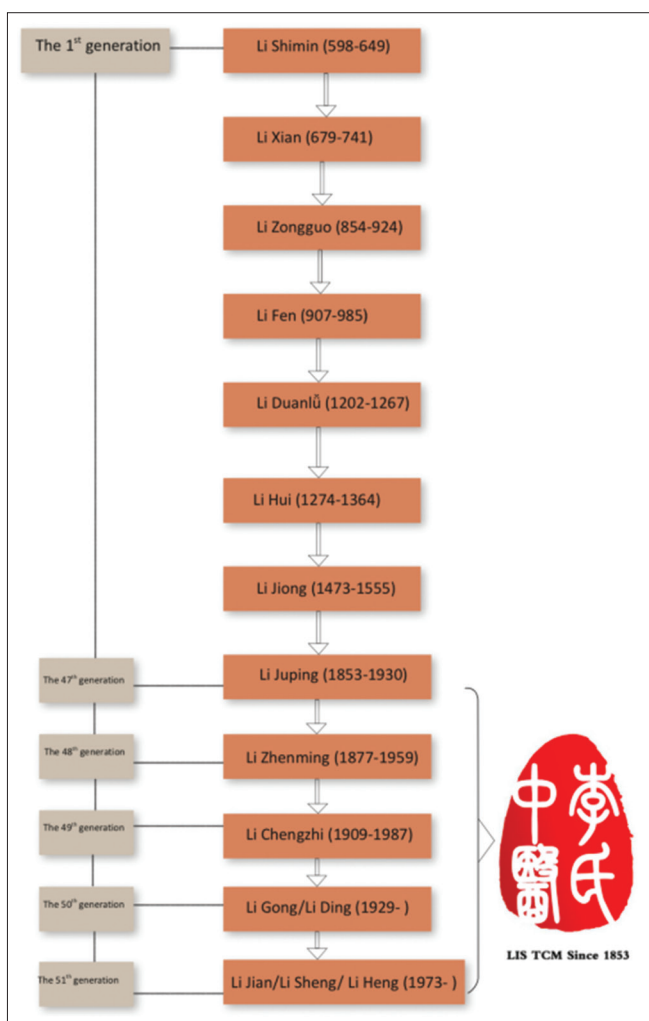 The 1st generation
Li Shimin (598-649)
Li Xian (679-741)
Li Zongguo (854-924)
Li Fen (907-985)
Li Duanlǚ (1202-1267)
Li Hui (1274-1364)
Li Jiong (1473-1555)
The 47th generation
Li Juping (1853-1930)
The 48th generation
Li Zhenming (1877-1959)
The 49th generation
Li Chengzhi (1909-1987)
The 50th generation
Li Gong/Li Ding (1929- )
The 51th generation
Li Jian/Li Sheng/ Li Heng (1973- )
李氏
中醫
LIS TCM Since 1853